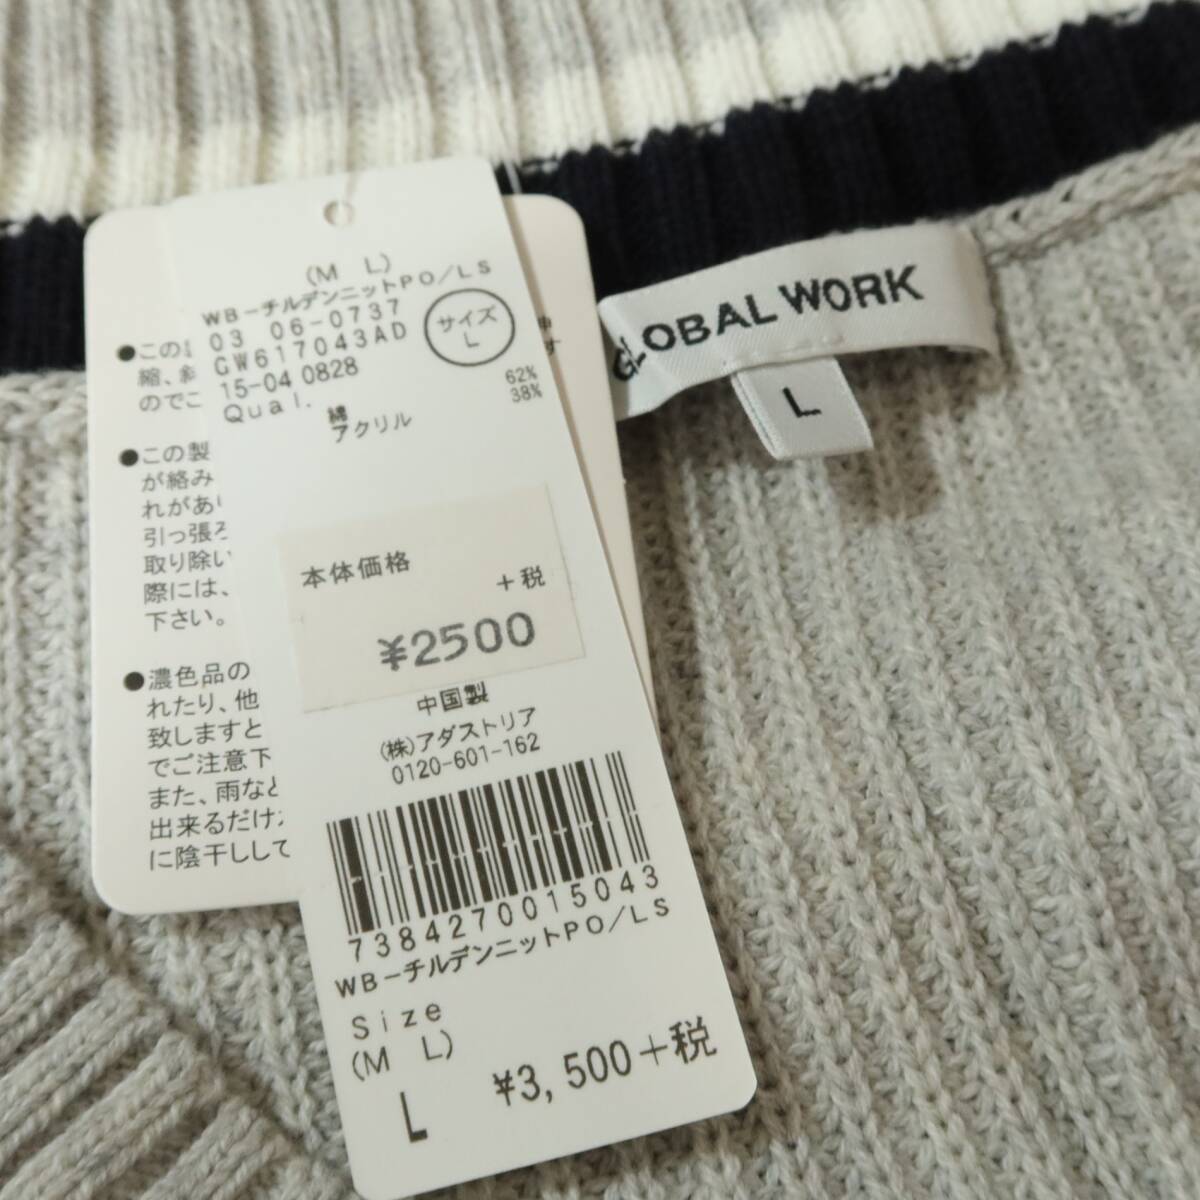 (M L)
WB-チルデンニットPO/LS
03 06-0737
GW617043AD
15-04 0828
Qual.
サイズ
L
綿 62%
アクリル 38%
本体価格
+税
¥2500
中国製
(株)アダストリア
0120-601-162
7384270015043
WB-チルデンニットPO/LS
Size
(M L)
L
¥3,500+税
●この
縮、
のでこ
●この製
が絡み
れがあり
引っ張ろ
取り除い
際には、
下さい。
●濃色品の
れたり、他
致しますと
でご注意下
また、雨など
出来るだけ
に陰干しして
GLOBAL WORK
L